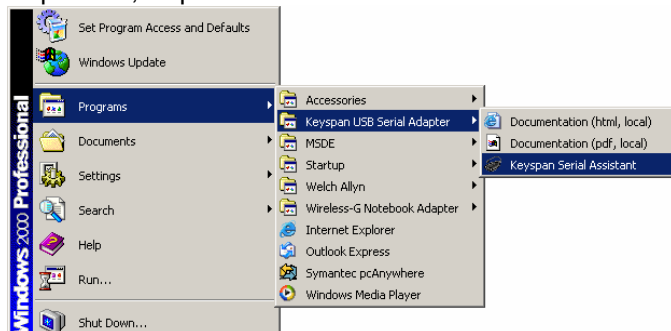 Set Program Access and Defaults
Windows Update
Programs
Documents
Settings
Search
Help
Run...
Shut Down...
Windows 2000 Professional
Accessories
Keyspan USB Serial Adapter
MSDE
Startup
Welch Allyn
Wireless-G Notebook Adapter
Internet Explorer
Outlook Express
Symantec pcAnywhere
Windows Media Player
Documentation (html, local)
Documentation (pdf, local)
Keyspan Serial Assistant